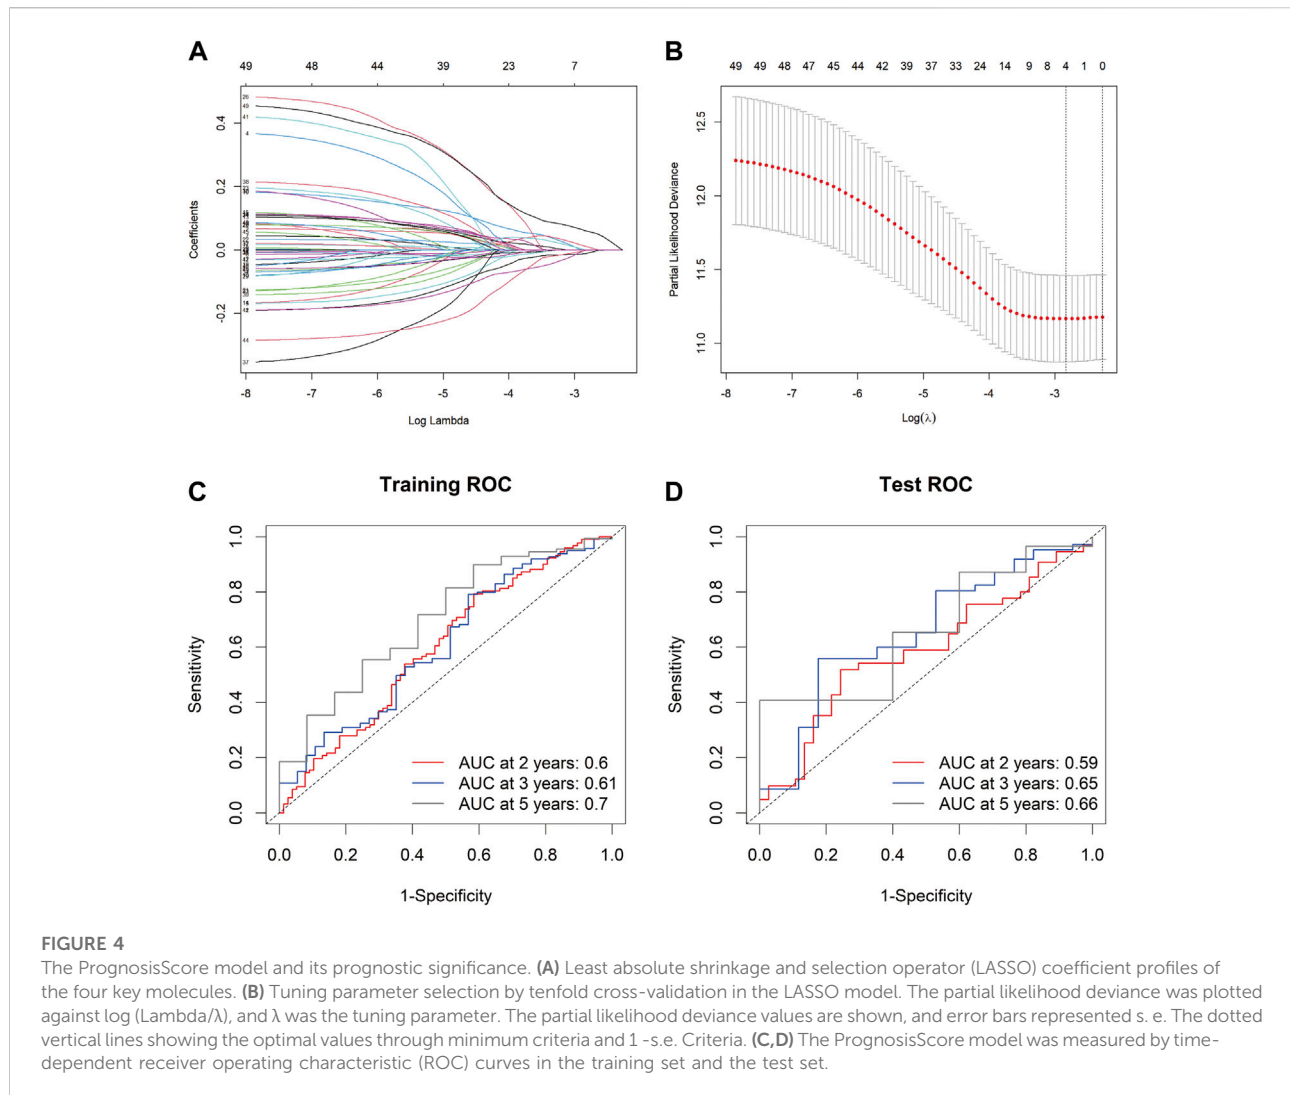 A
49 48 44 39 23 7
0.4
0.2
0.0
-0.2
Coefficients
26
49
41
4
38
44
37
-8 -7 -6 -5 -4 -3
Log Lambda
B
49 49 48 47 45 44 42 39 37 33 24 14 9 8 4 1 0
12.5
12.0
11.5
11.0
Partial Likelihood Deviance
-8 -7 -6 -5 -4 -3
Log(λ)
C
Training ROC
1.0
0.8
0.6
0.4
0.2
0.0
Sensitivity
AUC at 2 years: 0.6
AUC at 3 years: 0.61
AUC at 5 years: 0.7
0.0 0.2 0.4 0.6 0.8 1.0
1-Specificity
D
Test ROC
1.0
0.8
0.6
0.4
0.2
0.0
Sensitivity
AUC at 2 years: 0.59
AUC at 3 years: 0.65
AUC at 5 years: 0.66
0.0 0.2 0.4 0.6 0.8 1.0
1-Specificity
FIGURE 4
The PrognosisScore model and its prognostic significance. (A) Least absolute shrinkage and selection operator (LASSO) coefficient profiles of
the four key molecules. (B) Tuning parameter selection by tenfold cross-validation in the LASSO model. The partial likelihood deviance was plotted
against log (Lambda/λ), and λ was the tuning parameter. The partial likelihood deviance values are shown, and error bars represented s. e. The dotted
vertical lines showing the optimal values through minimum criteria and 1 -s.e. Criteria. (C,D) The PrognosisScore model was measured by time-
dependent receiver operating characteristic (ROC) curves in the training set and the test set.